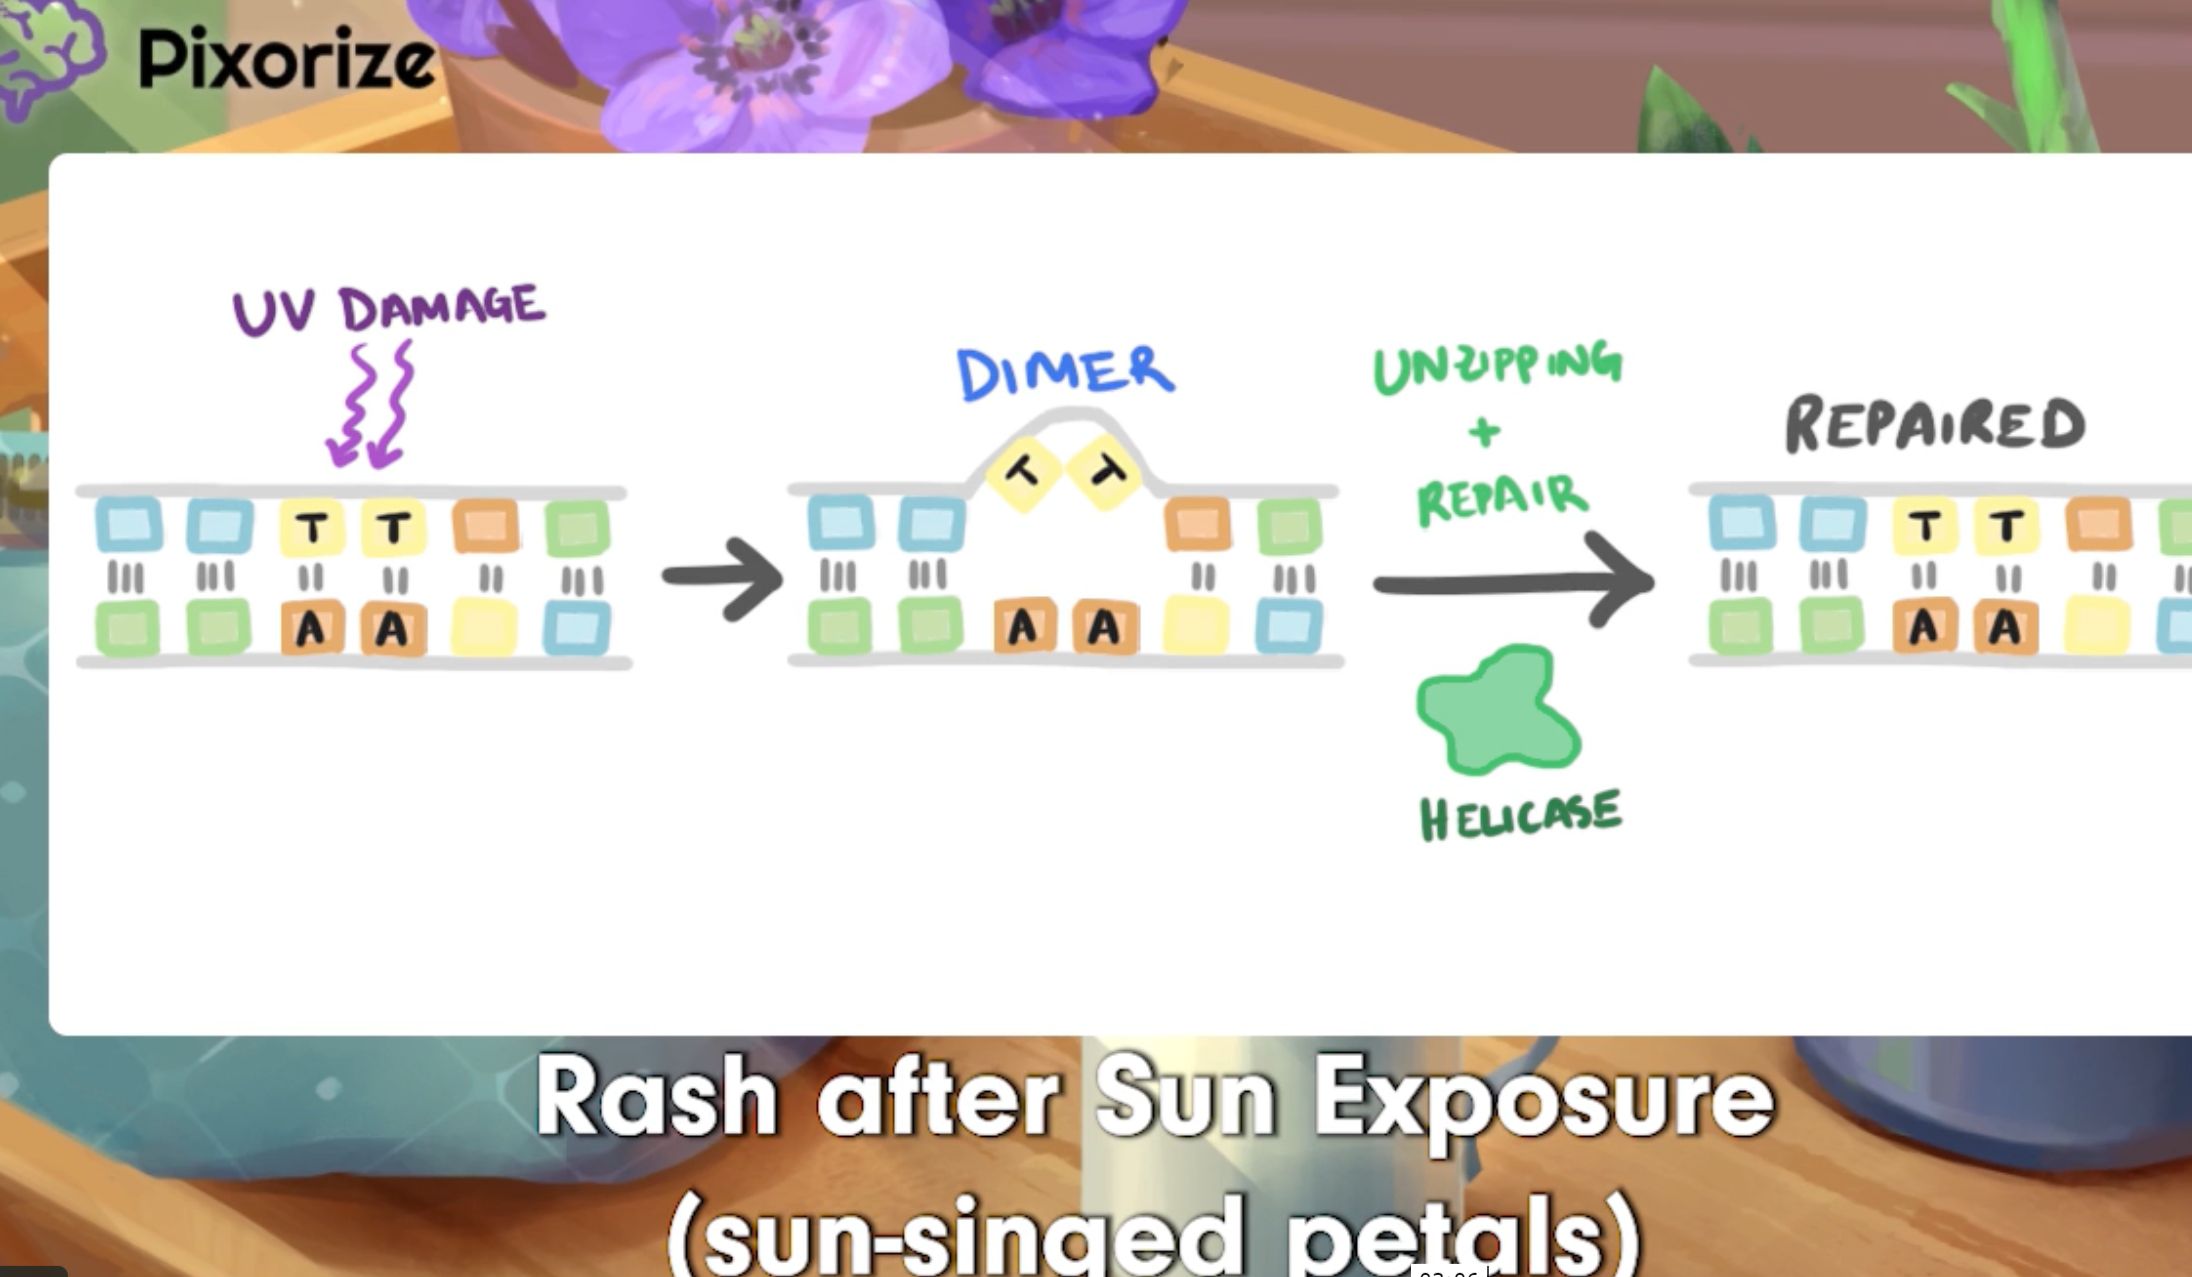 Pixorize
UV DAMAGE
DIMER
UNZIPPING
+
REPAIR
REPAIRED
T T
T T
T T
A A
A A
A A
HELICASE
Rash after Sun Exposure
(sun-singed petals)